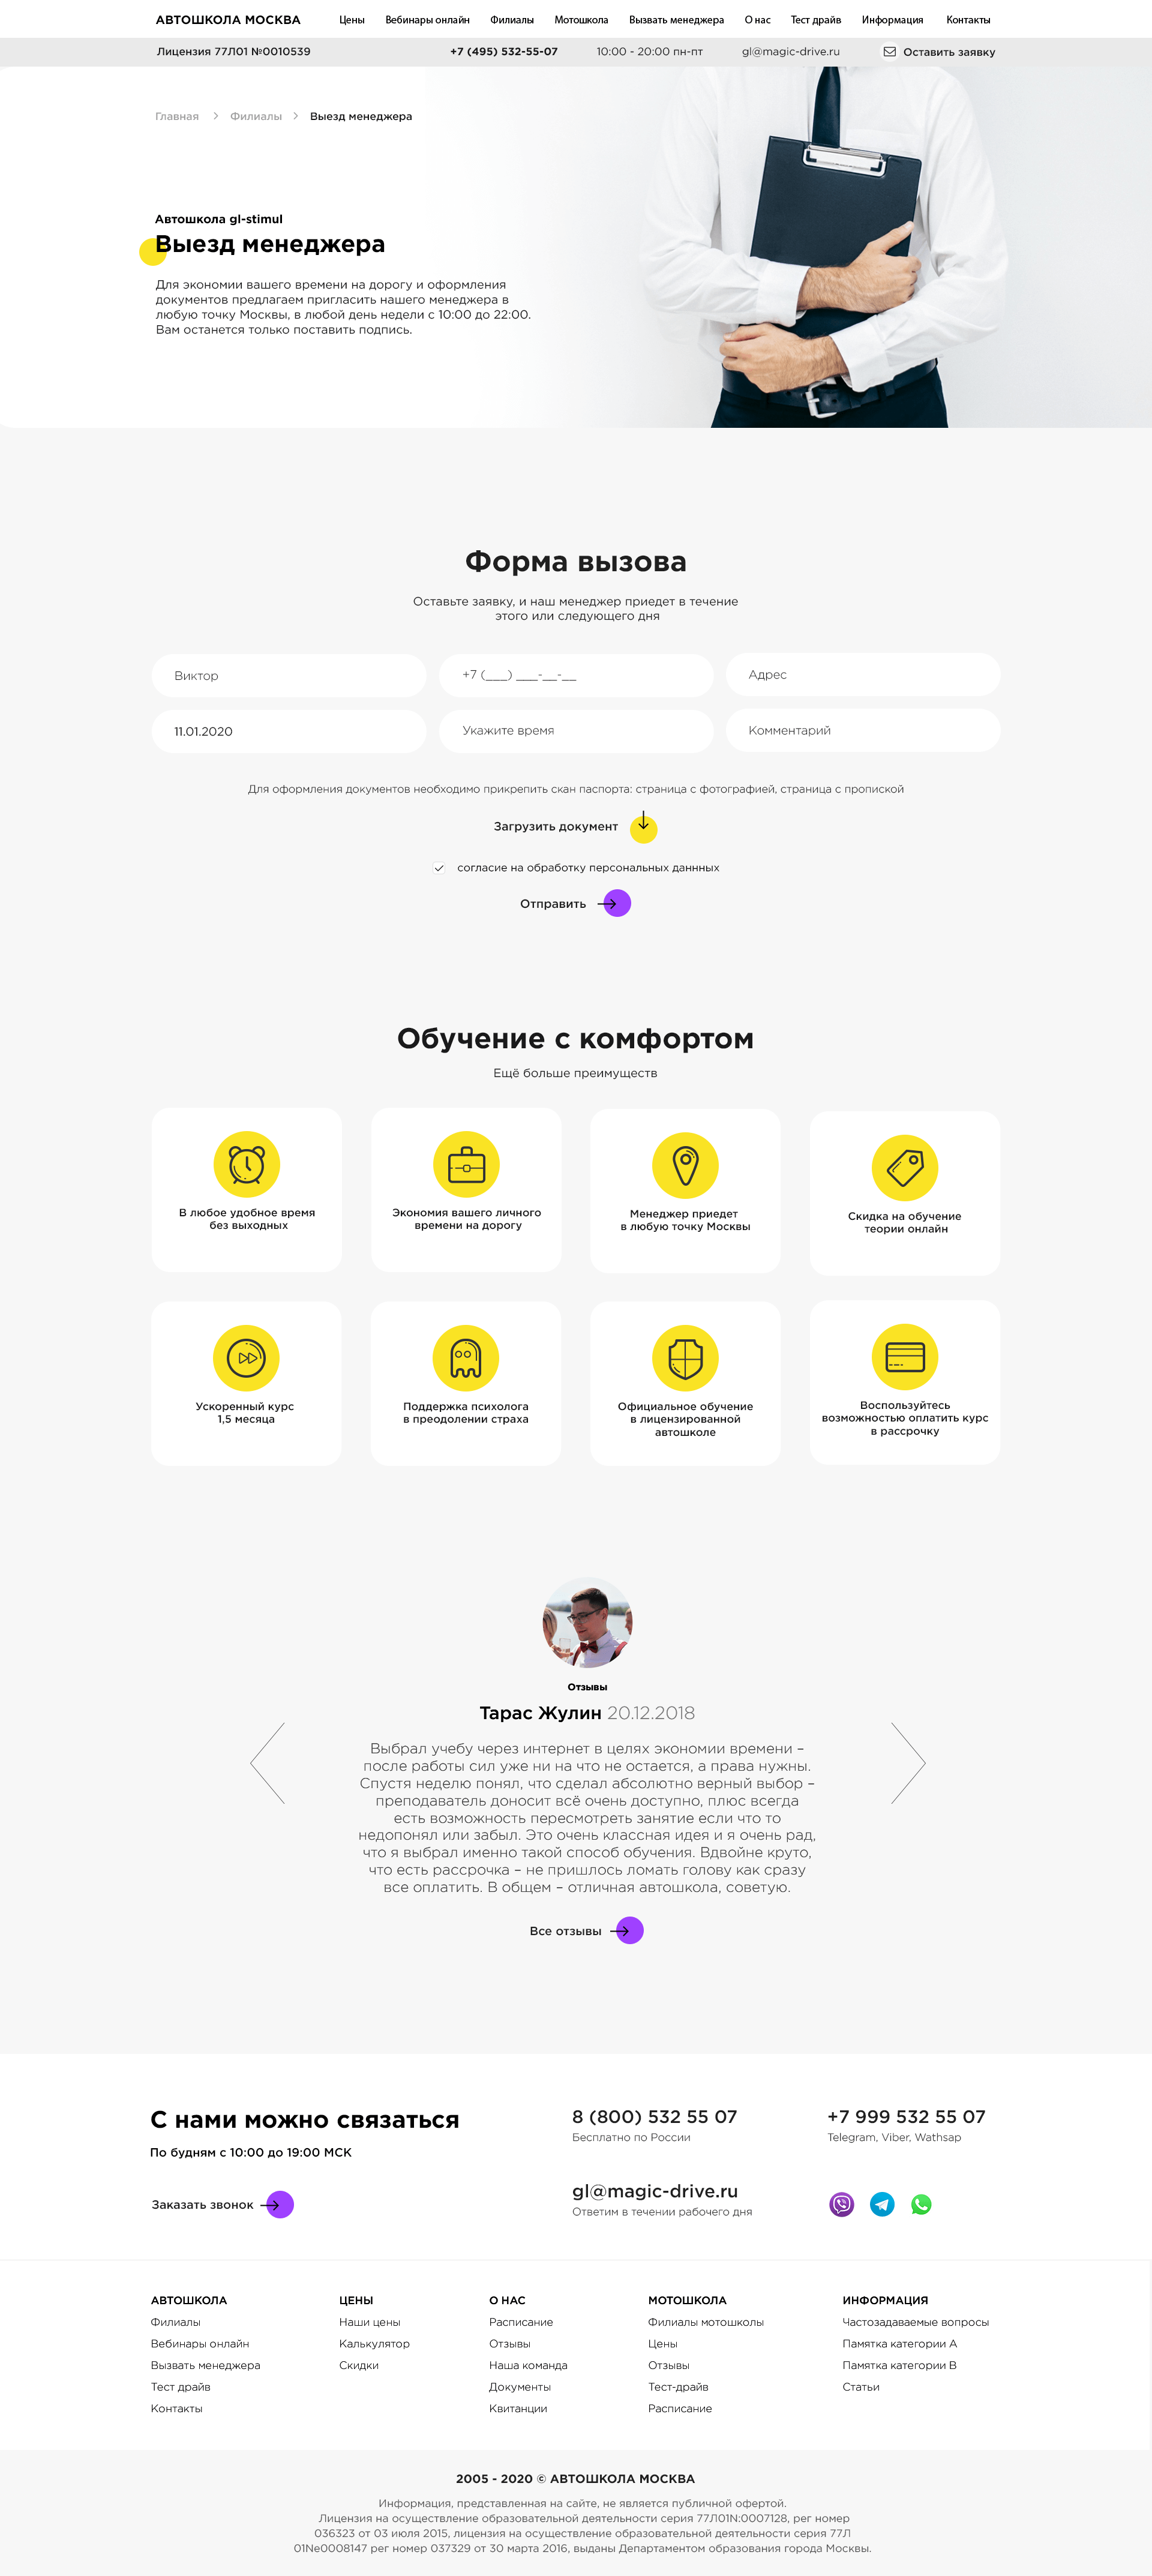 АВТОШКОЛА МОСКВА Цены Вебинары онлайн Филиалы Мотошкола Вызвать менеджера О нас Тест драйв Информация Контакты
Лицензия 77Л01 №0010539 +7 (495) 532-55-07 10:00 - 20:00 пн-пт gl@magic-drive.ru Оставить заявку
Главная Филиалы Выезд менеджера
Автошкола gl-stimul
Выезд менеджера
Для экономии вашего времени на дорогу и оформления
документов предлагаем пригласить нашего менеджера в
любую точку Москвы, в любой день недели с 10:00 до 22:00.
Вам останется только поставить подпись.
Форма вызова
Оставьте заявку, и наш менеджер приедет в течение
этого или следующего дня
Виктор +7 (___) ___-__-__ Адрес
11.01.2020 Укажите время Комментарий
Для оформления документов необходимо прикрепить скан паспорта: страница с фотографией, страница с пропиской
Загрузить документ
согласие на обработку персональных даннных
Отправить
Обучение с комфортом
Ещё больше преимуществ
В любое удобное время
без выходных
Экономия вашего личного
времени на дорогу
Менеджер приедет
в любую точку Москвы
Скидка на обучение
теории онлайн
Ускоренный курс
1,5 месяца
Поддержка психолога
в преодолении страха
Официальное обучение
в лицензированной
автошколе
Воспользуйтесь
возможностью оплатить курс
в рассрочку
Отзывы
Тарас Жулин 20.12.2018
Выбрал учебу через интернет в целях экономии времени –
после работы сил уже ни на что не остается, а права нужны.
Спустя неделю понял, что сделал абсолютно верный выбор –
преподаватель доносит всё очень доступно, плюс всегда
есть возможность пересмотреть занятие если что то
недопонял или забыл. Это очень классная идея и я очень рад,
что я выбрал именно такой способ обучения. Вдвойне круто,
что есть рассрочка – не пришлось ломать голову как сразу
все оплатить. В общем – отличная автошкола, советую.
Все отзывы
С нами можно связаться
По будням с 10:00 до 19:00 МСК
Заказать звонок
8 (800) 532 55 07
Бесплатно по России
+7 999 532 55 07
Telegram, Viber, Wathsap
gl@magic-drive.ru
Ответим в течении рабочего дня
АВТОШКОЛА
Филиалы
Вебинары онлайн
Вызвать менеджера
Тест драйв
Контакты
ЦЕНЫ
Наши цены
Калькулятор
Скидки
О НАС
Расписание
Отзывы
Наша команда
Документы
Квитанции
МОТОШКОЛА
Филиалы мотошколы
Цены
Отзывы
Тест-драйв
Расписание
ИНФОРМАЦИЯ
Частозадаваемые вопросы
Памятка категории А
Памятка категории В
Статьи
2005 - 2020 © АВТОШКОЛА МОСКВА
Информация, представленная на сайте, не является публичной офертой.
Лицензия на осуществление образовательной деятельности серия 77Л01N:0007128, рег номер
036323 от 03 июля 2015, лицензия на осуществление образовательной деятельности серия 77Л
01Ne0008147 рег номер 037329 от 30 марта 2016, выданы Департаментом образования города Москвы.